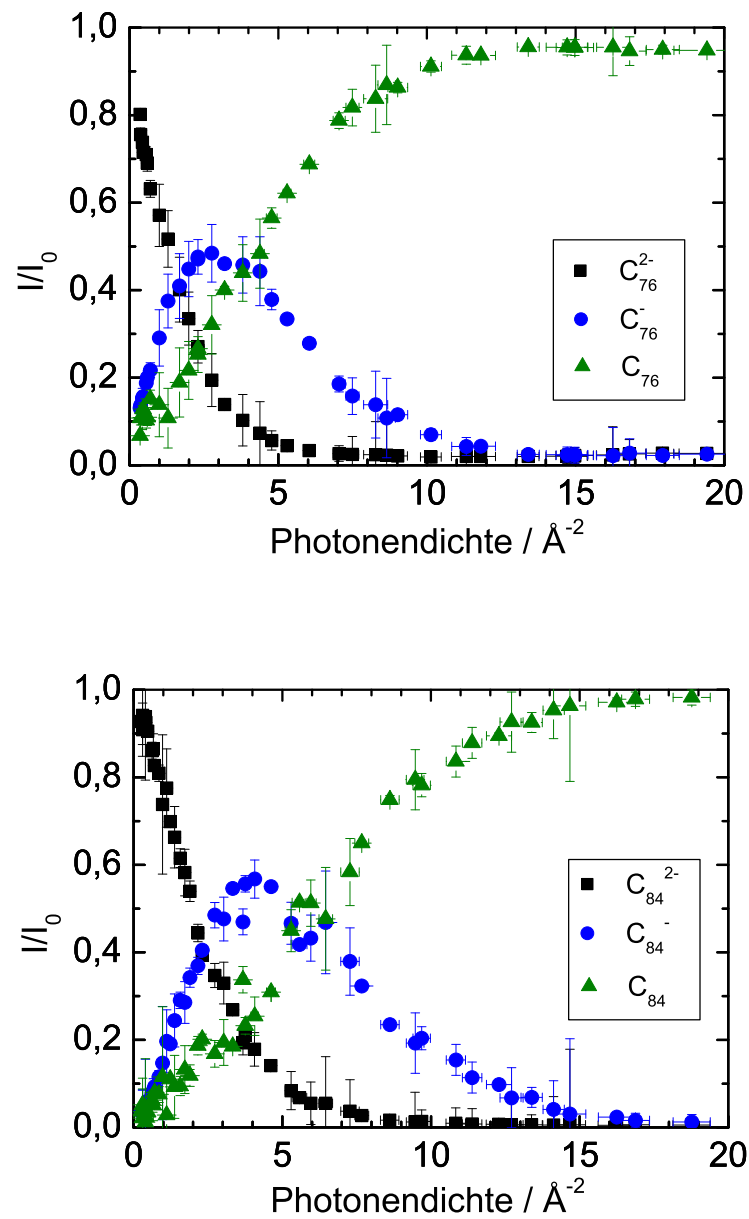 1,0
0,8
0,6
0,4
0,2
0,0
I/I₀
C₇₆²⁻
C₇₆⁻
C₇₆
0 5 10 15 20
Photonendichte / Å⁻²
1,0
0,8
0,6
0,4
0,2
0,0
I/I₀
C₈₄²⁻
C₈₄⁻
C₈₄
0 5 10 15 20
Photonendichte / Å⁻²